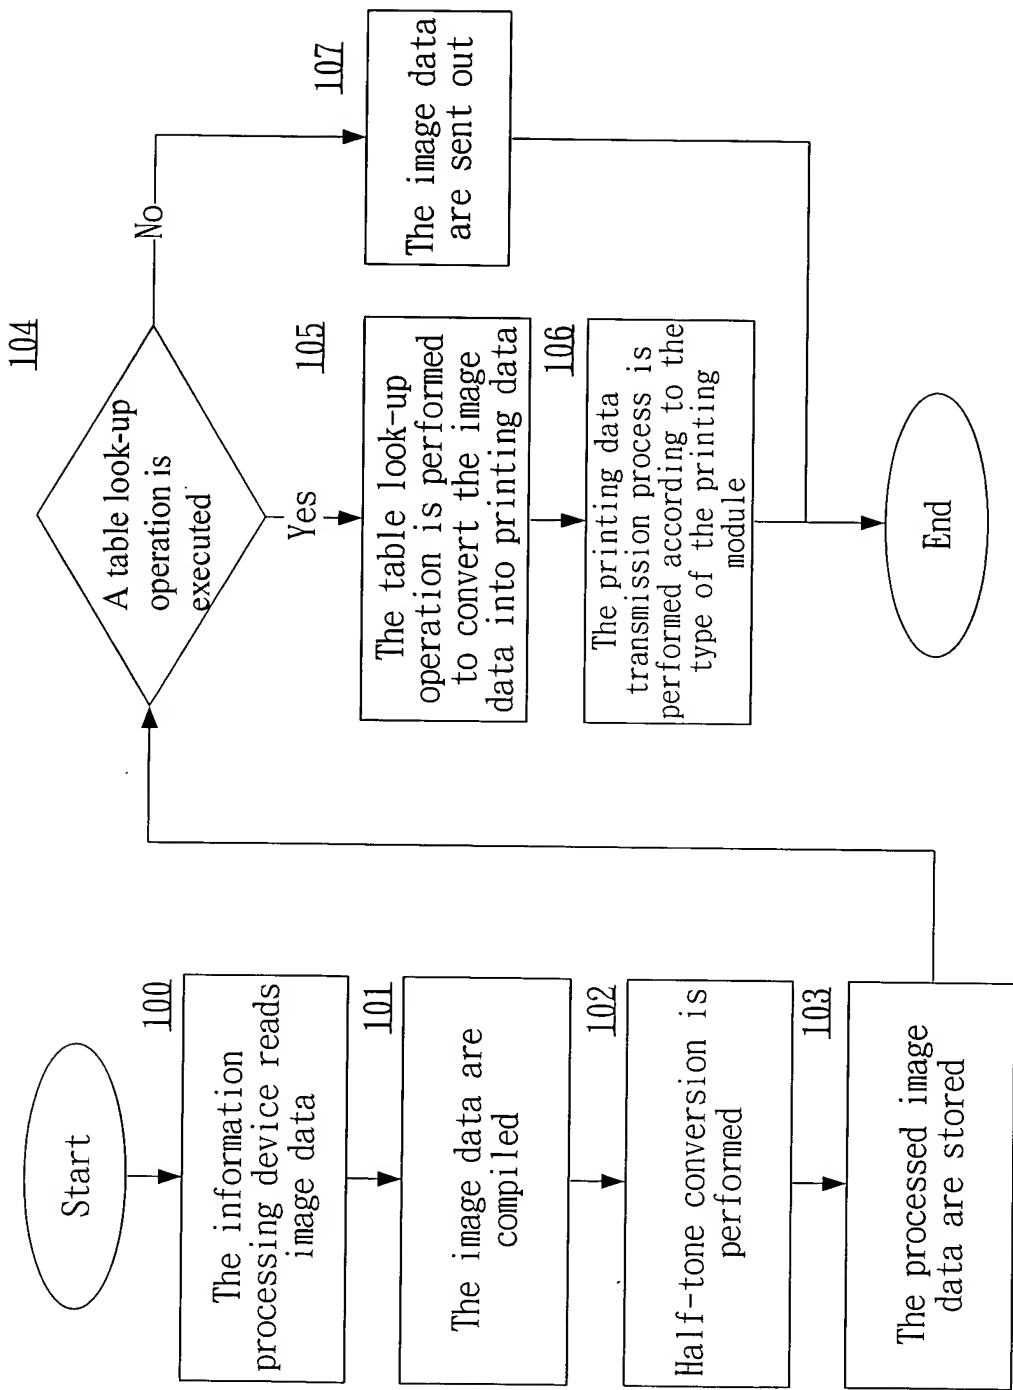 Start
100
The information
processing device reads
image data
101
The image data are
compiled
102
Half-tone conversion is
performed
103
The processed image
data are stored
104
A table look-up
operation is
executed
No
Yes
105
The table look-up
operation is performed
to convert the image
data into printing data
106
The printing data
transmission process is
performed according to the
type of the printing
module
107
The image data
are sent out
End